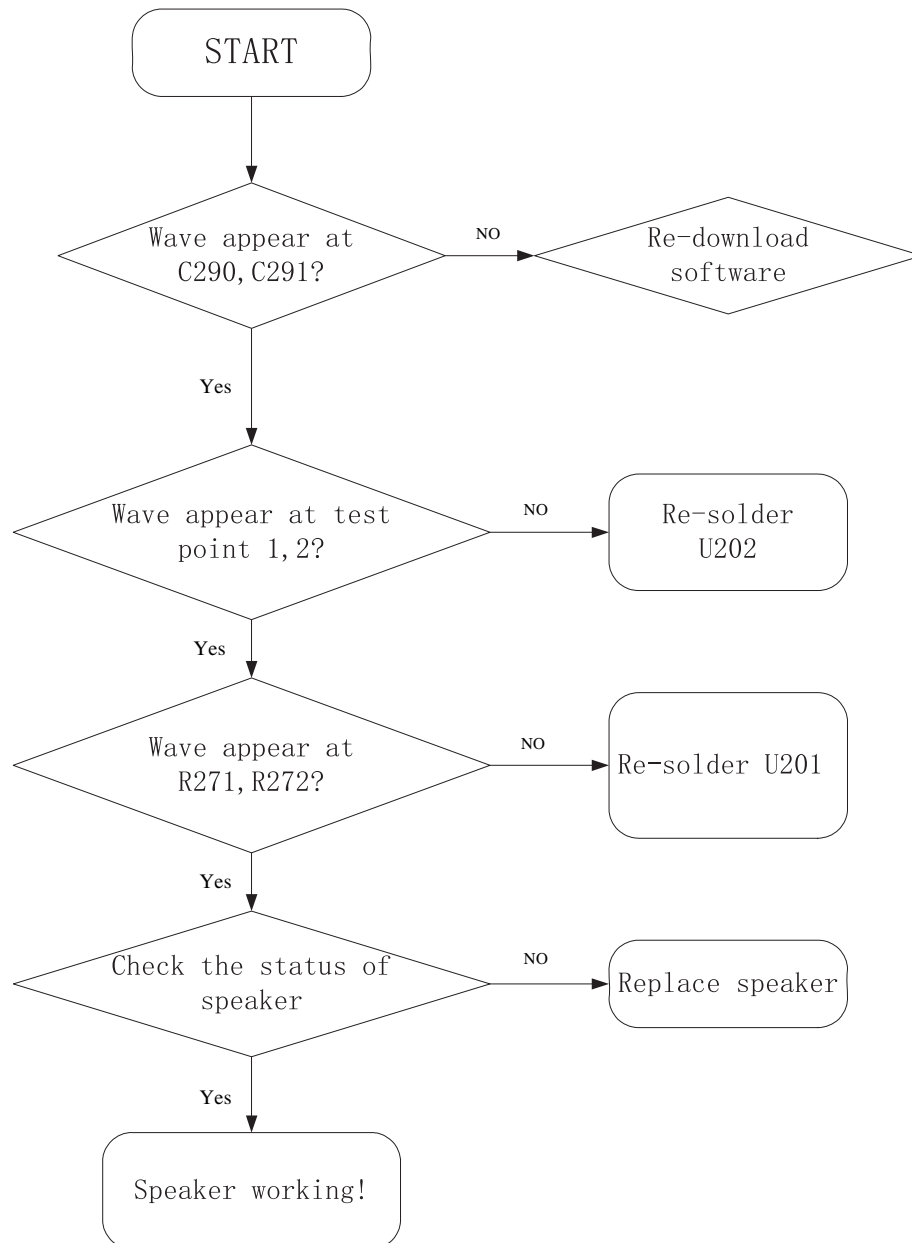 START
Wave appear at
C290,C291?
NO
Re-download
software
Yes
Wave appear at test
point 1,2?
NO
Re-solder
U202
Yes
Wave appear at
R271,R272?
NO
Re-solder U201
Yes
Check the status of
speaker
NO
Replace speaker
Yes
Speaker working!